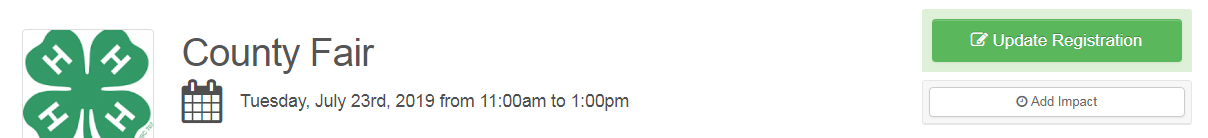 County Fair
Tuesday, July 23rd, 2019 from 11:00am to 1:00pm
Update Registration
Add Impact
H H
H H